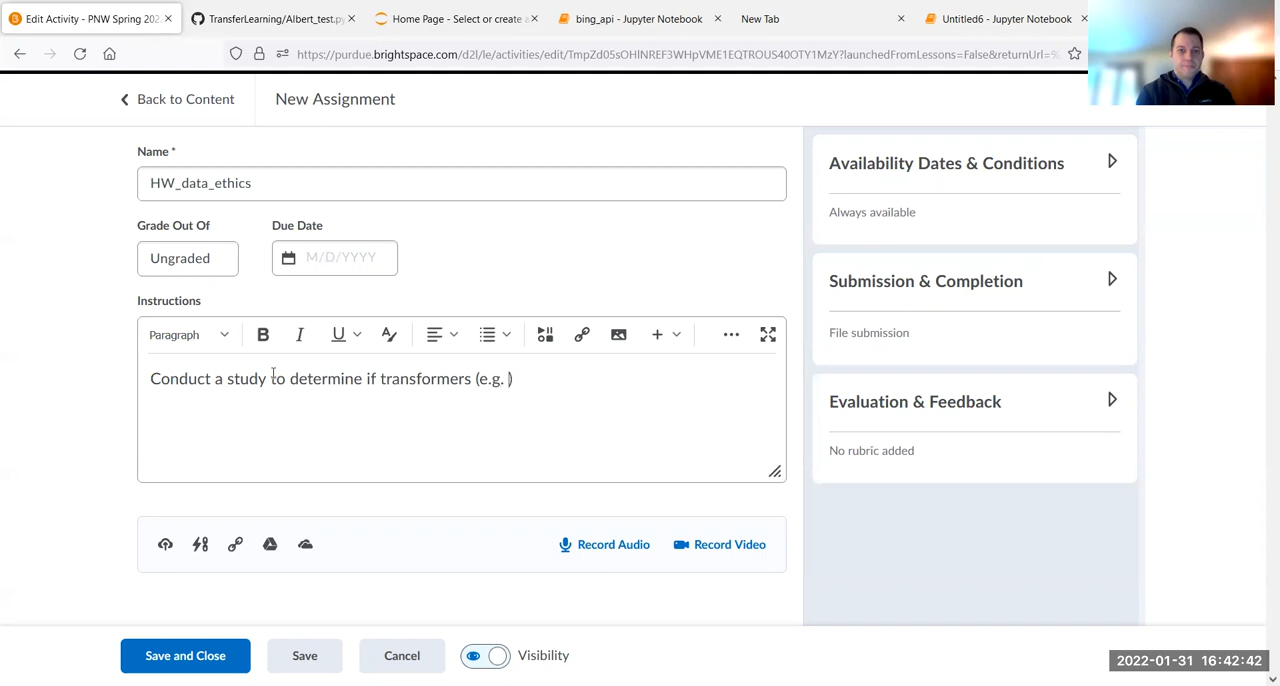 Edit Activity - PNW Spring 202
TransferLearning/Albert_test.py
Home Page - Select or create a
bing_api - Jupyter Notebook
New Tab
Untitled6 - Jupyter Notebook
https://purdue.brightspace.com/d2l/le/activities/edit/TmpZd05sOHlNREF3WHpVME1EQTROUS40OTY1MzY?launchedFromLessons=False&returnUrl=%
Back to Content
New Assignment
Name *
HW_data_ethics
Grade Out Of
Due Date
Ungraded
M/D/YYYY
Instructions
Paragraph
B I U
Conduct a study to determine if transformers (e.g. )
Record Audio
Record Video
Availability Dates & Conditions
Always available
Submission & Completion
File submission
Evaluation & Feedback
No rubric added
Save and Close
Save
Cancel
Visibility
2022-01-31 16:42:42